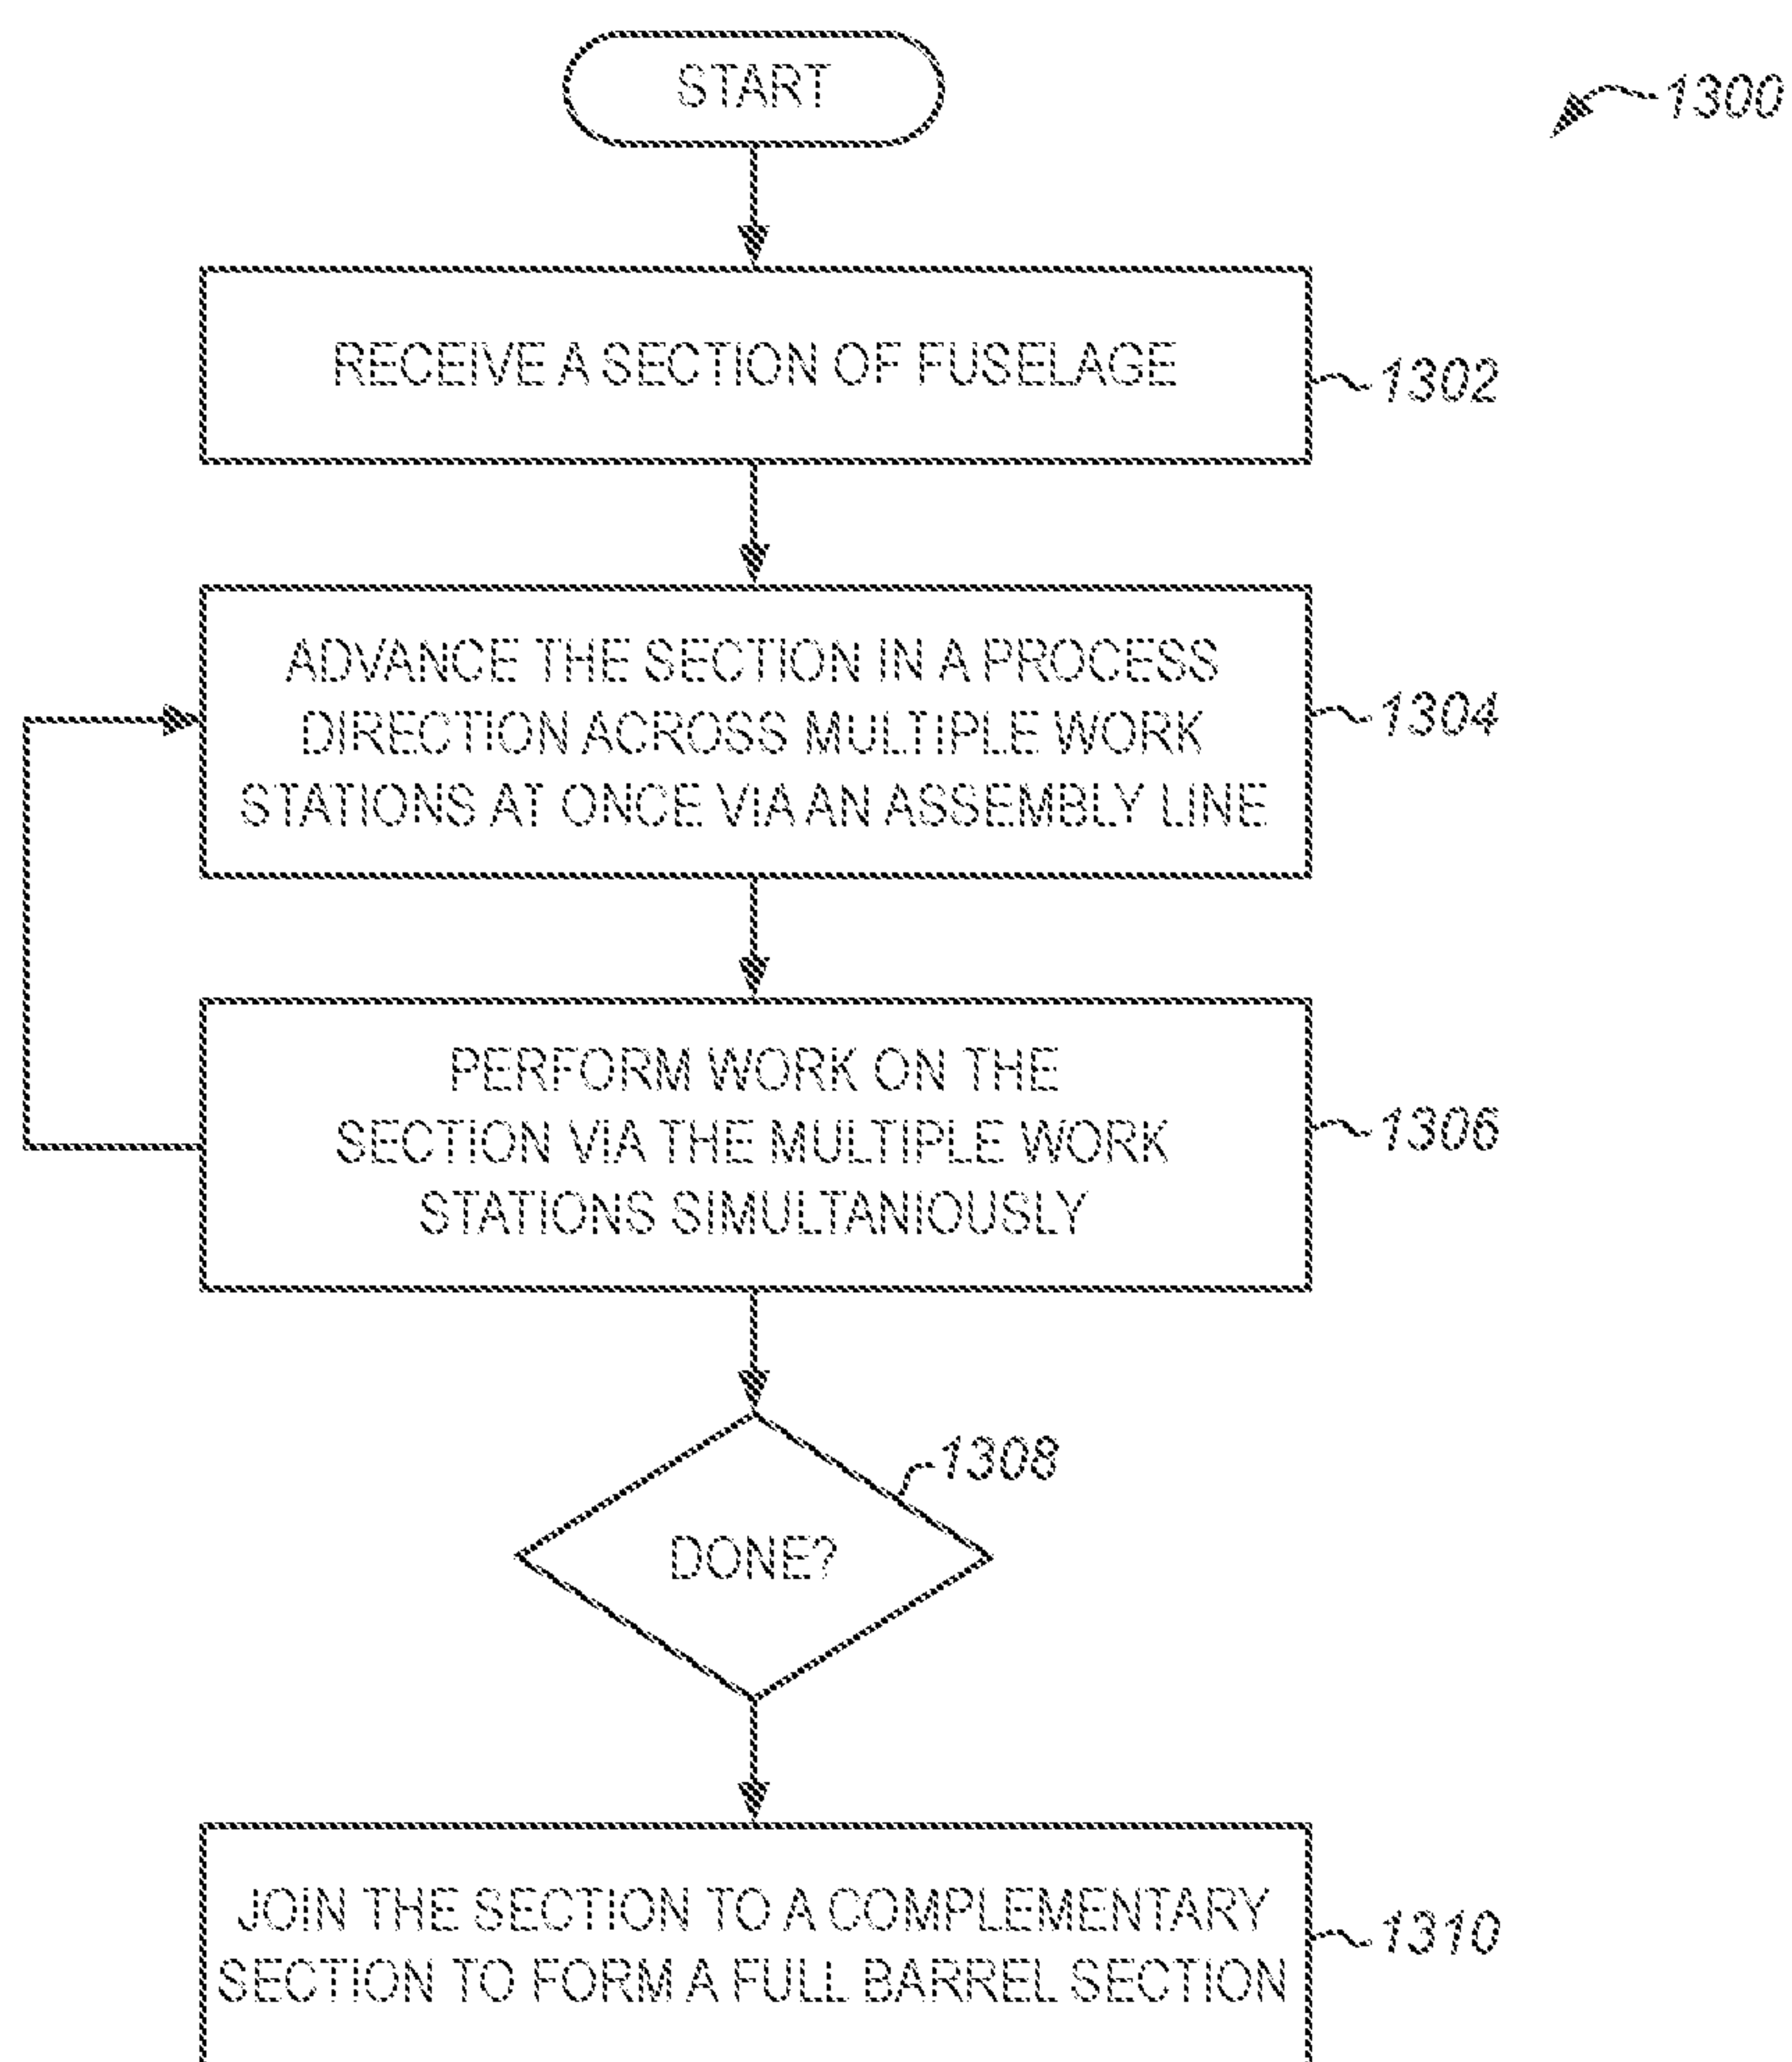 START
1300
RECEIVE A SECTION OF FUSELAGE
1302
ADVANCE THE SECTION IN A PROCESS
DIRECTION ACROSS MULTIPLE WORK
STATIONS AT ONCE VIA AN ASSEMBLY LINE
1304
PERFORM WORK ON THE
SECTION VIA THE MULTIPLE WORK
STATIONS SIMULTANIOUSLY
1306
1308
DONE?
JOIN THE SECTION TO A COMPLEMENTARY
SECTION TO FORM A FULL BARREL SECTION
1310